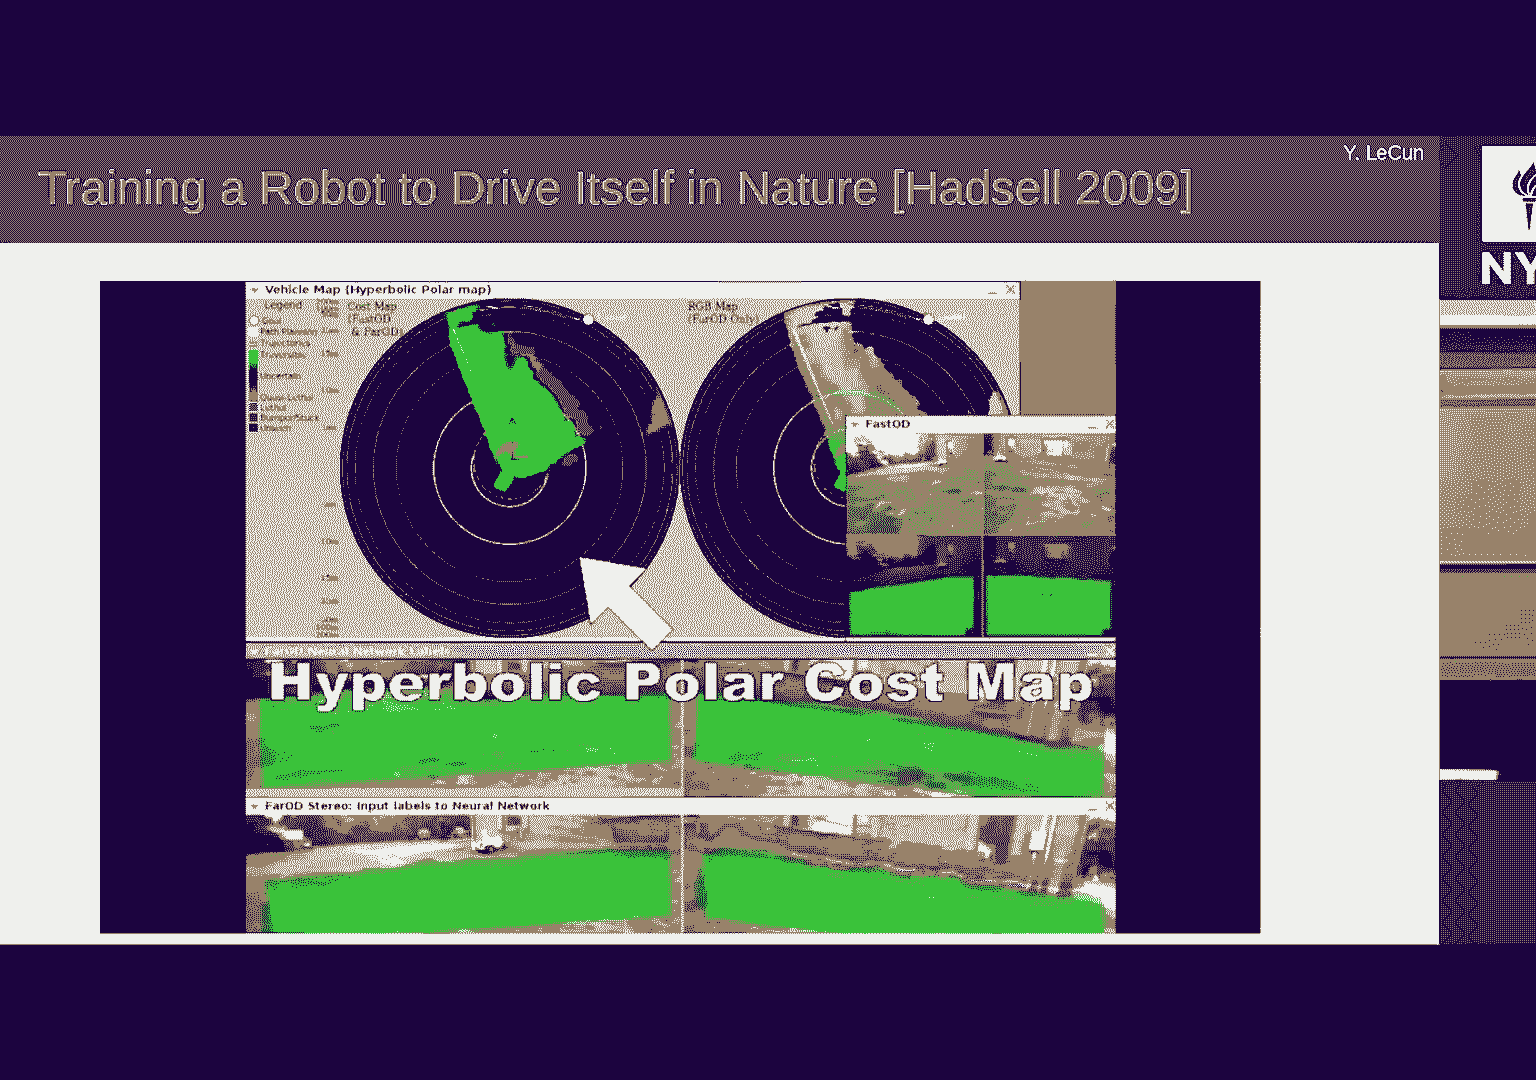 Y. LeCun
Training a Robot to Drive Itself in Nature [Hadsell 2009]
NY
Vehicle Map (Hyperbolic Polar map)
Legend
Cost Map
(FastOD
& FarOD)
RGB Map
(FarOD Only)
Goal
Uncertain
FastOD
FarOD Neural Network Labels
Hyperbolic Polar Cost Map
FarOD Stereo: Input labels to Neural Network